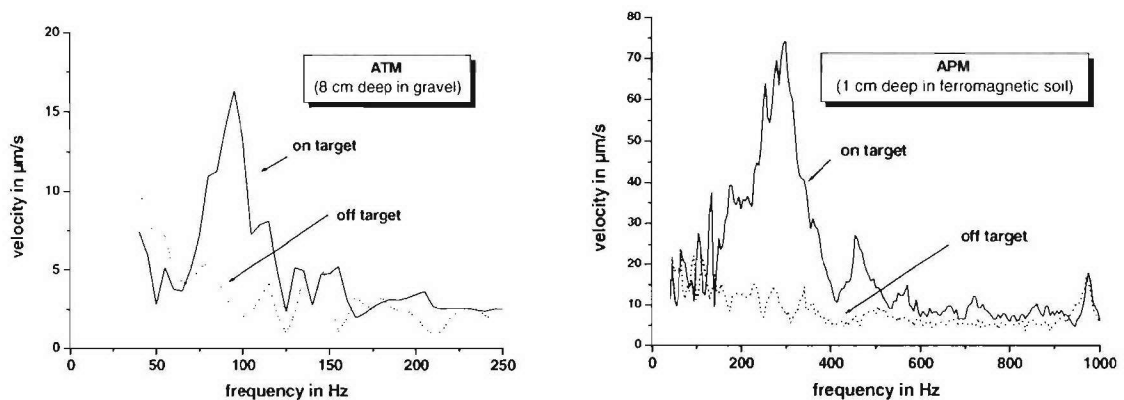 20
15
10
5
0
0
50
100
150
200
250
velocity in µm/s
frequency in Hz
ATM
(8 cm deep in gravel)
on target
off target
80
70
60
50
40
30
20
10
0
0
200
400
600
800
1000
velocity in µm/s
frequency in Hz
APM
(1 cm deep in ferromagnetic soil)
on target
off target